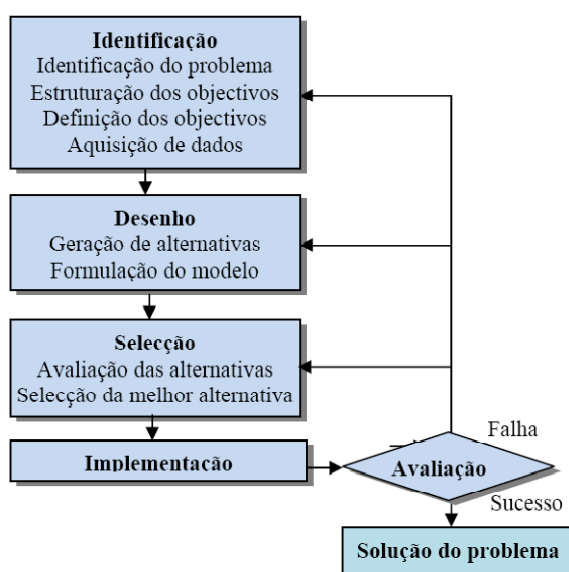 Identificação
Identificação do problema
Estruturação dos objectivos
Definição dos objectivos
Aquisição de dados
Desenho
Geração de alternativas
Formulação do modelo
Selecção
Avaliação das alternativas
Selecção da melhor alternativa
Implementação
Falha
Avaliação
Sucesso
Solução do problema